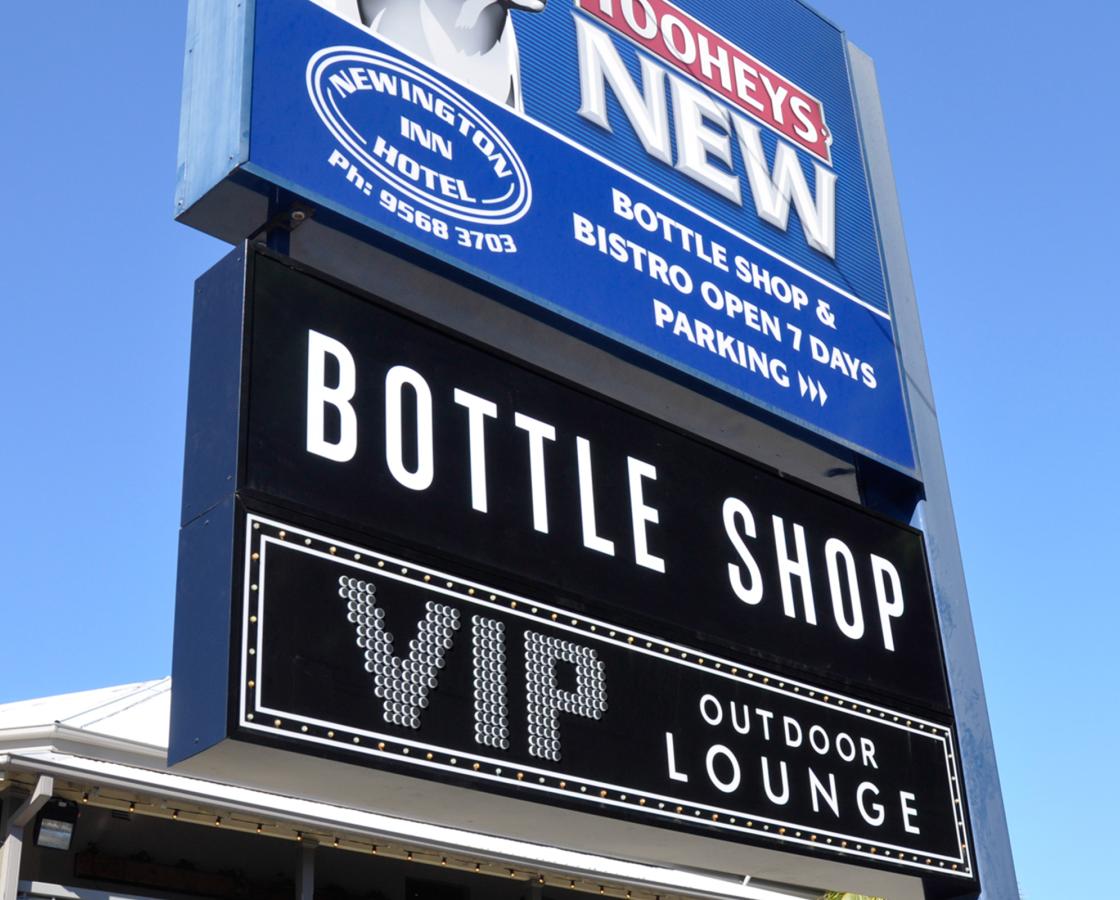 TOOHEYS
NEW
NEWINGTON
INN
HOTEL
Ph: 9568 3703
BOTTLE SHOP &
BISTRO OPEN 7 DAYS
PARKING
BOTTLE SHOP
VIP
OUTDOOR
LOUNGE